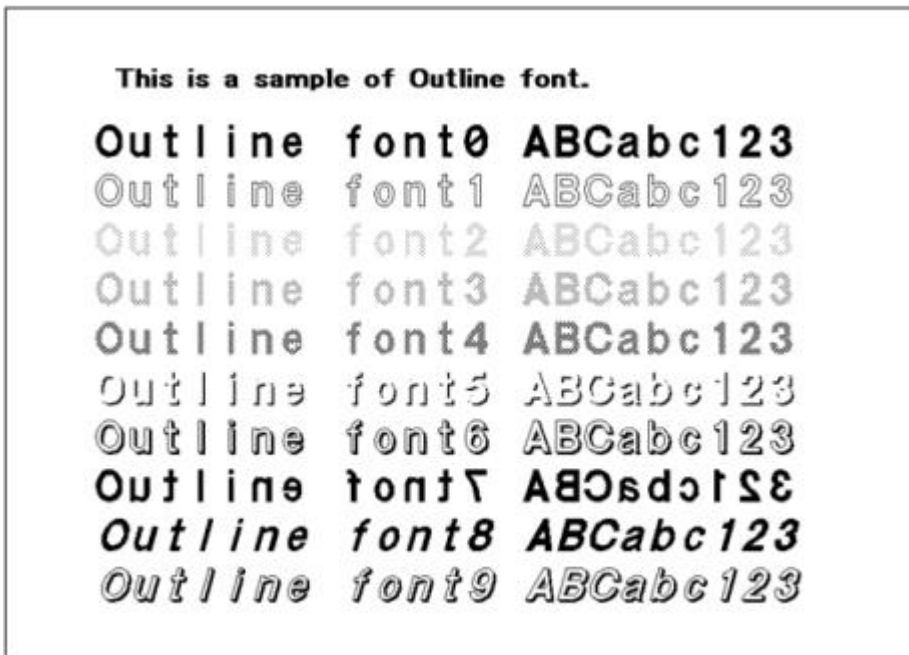 This is a sample of Outline font.
Outline font0 ABCabc123
Outline font1 ABCabc123
Outline font2 ABCabc123
Outline font3 ABCabc123
Outline font4 ABCabc123
Outline font5 ABCabc123
Outline font6 ABCabc123
Outline font7 ABCabc123
Outline font8 ABCabc123
Outline font9 ABCabc123